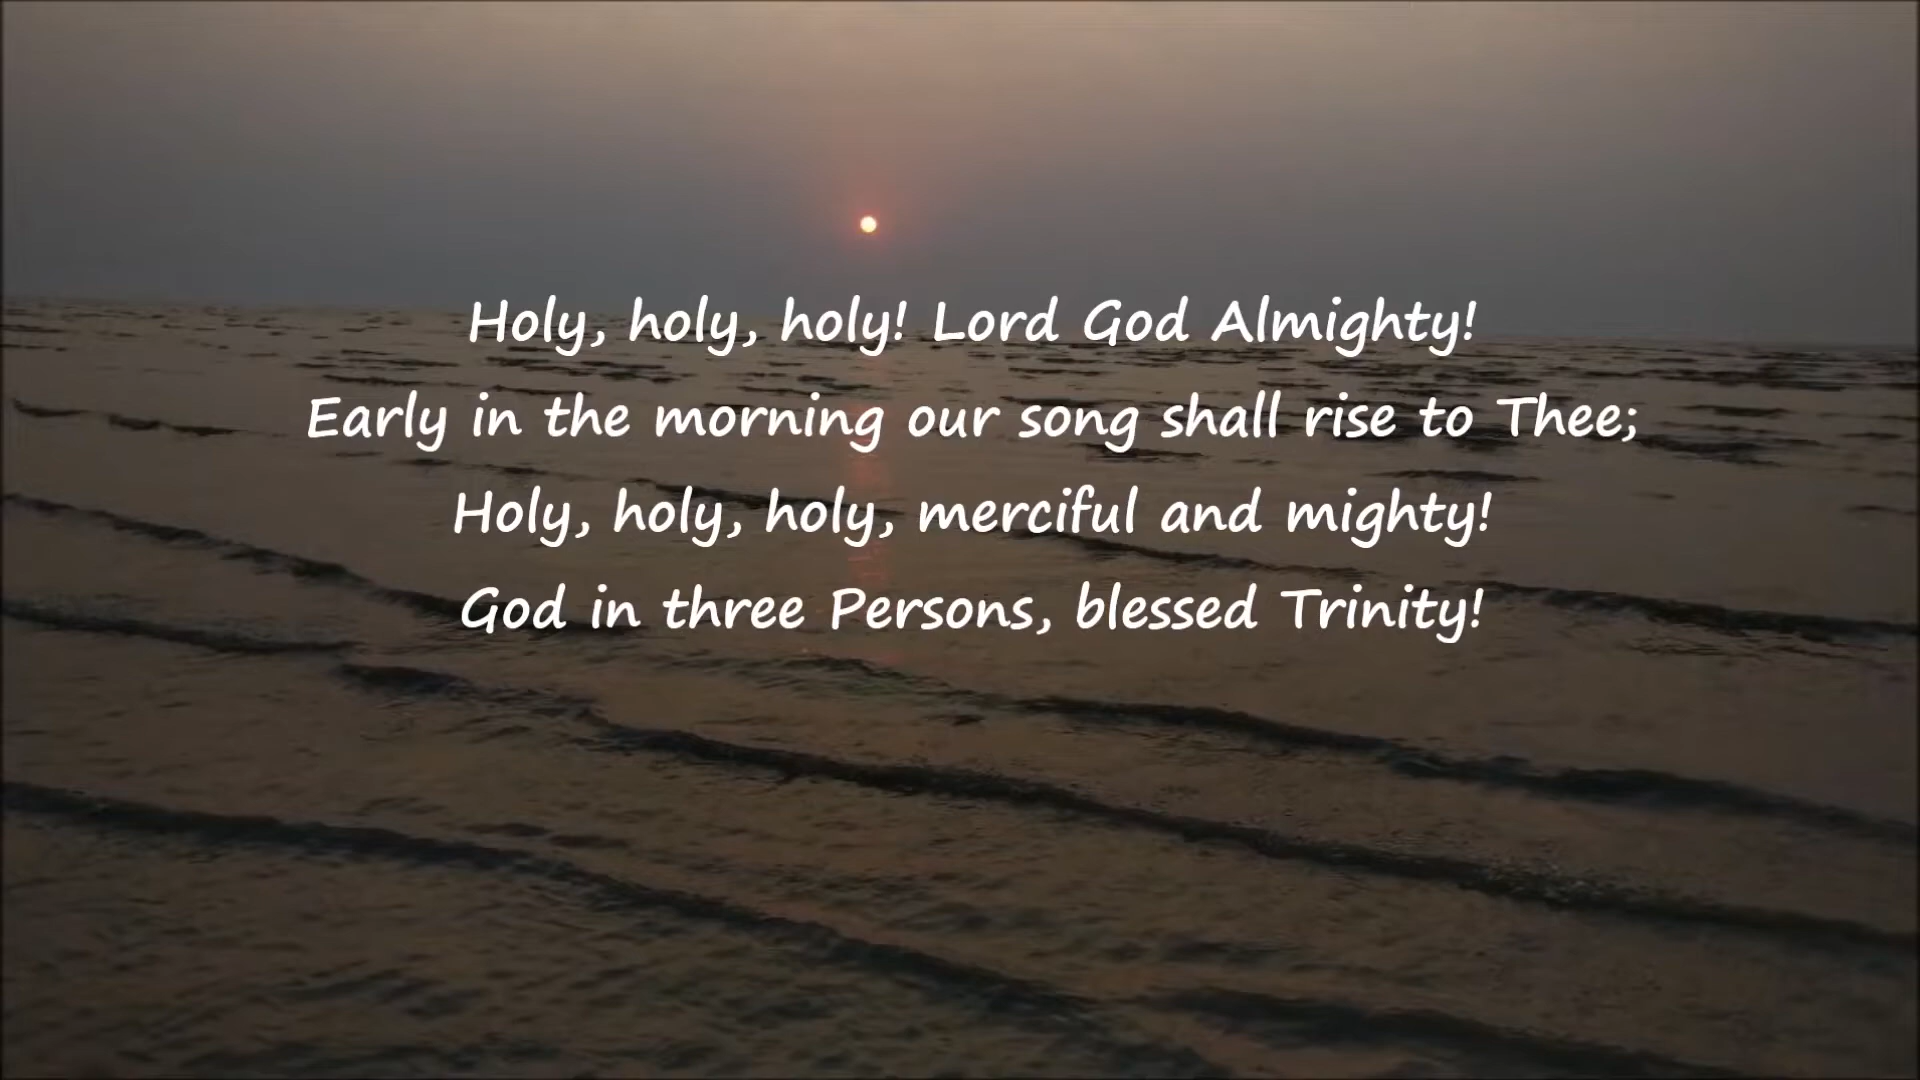 Holy, holy, holy! Lord God Almighty!
Early in the morning our song shall rise to Thee;
Holy, holy, holy, merciful and mighty!
God in three Persons, blessed Trinity!